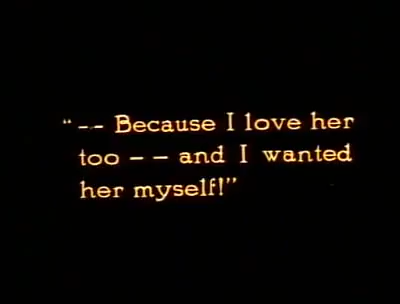 "-- Because I love her
too -- and I wanted
her myself!"